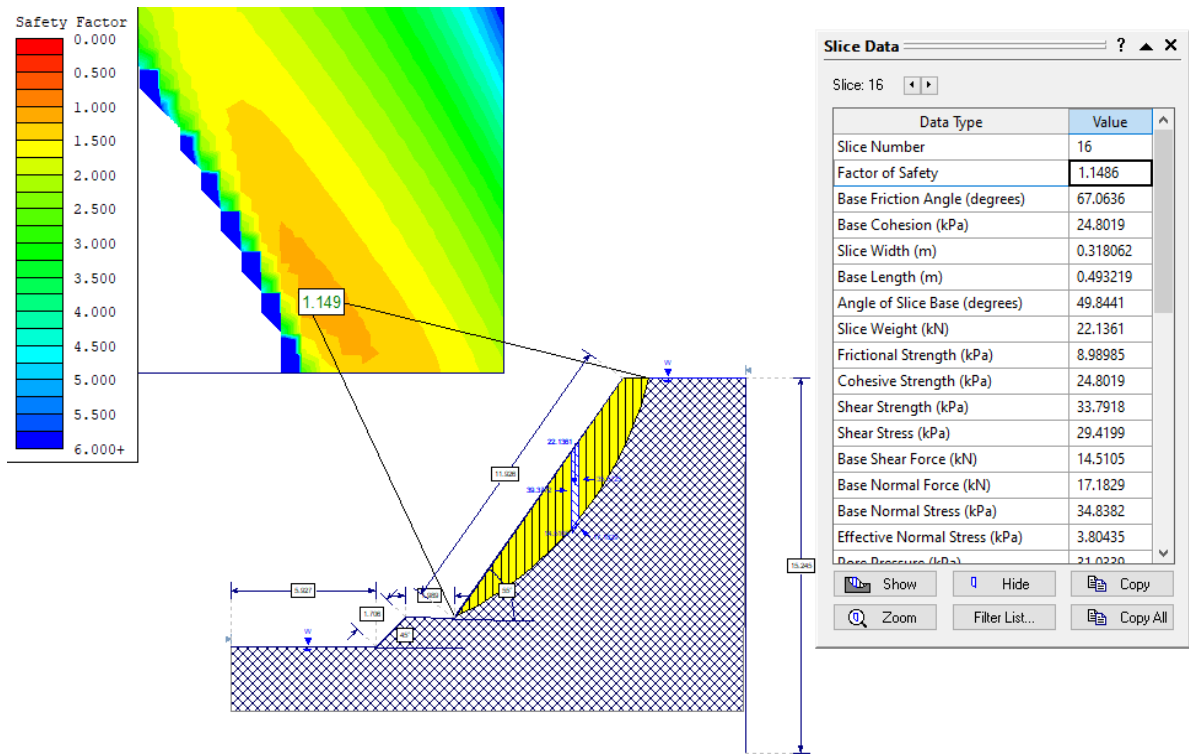 Safety Factor
0.000
0.500
1.000
1.500
2.000
2.500
3.000
3.500
4.000
4.500
5.000
5.500
6.000+
1.149
W
22.1361
11.926
15.245
5.927
1.706
45°
55°
W
Slice Data ? 
Slice: 16
Data Type Value
Slice Number 16
Factor of Safety 1.1486
Base Friction Angle (degrees) 67.0636
Base Cohesion (kPa) 24.8019
Slice Width (m) 0.318062
Base Length (m) 0.493219
Angle of Slice Base (degrees) 49.8441
Slice Weight (kN) 22.1361
Frictional Strength (kPa) 8.98985
Cohesive Strength (kPa) 24.8019
Shear Strength (kPa) 33.7918
Shear Stress (kPa) 29.4199
Base Shear Force (kN) 14.5105
Base Normal Force (kN) 17.1829
Base Normal Stress (kPa) 34.8382
Effective Normal Stress (kPa) 3.80435
Pore Pressure (kPa) 31.0339
Show Hide Copy
Zoom Filter List... Copy All